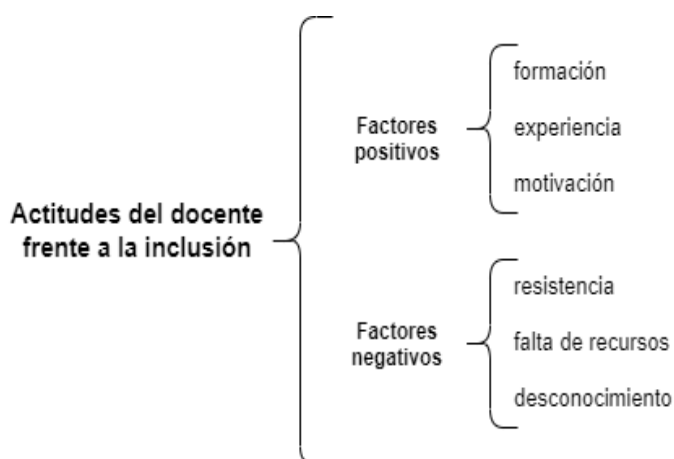 Actitudes del docente
frente a la inclusión
Factores
positivos
formación
experiencia
motivación
Factores
negativos
resistencia
falta de recursos
desconocimiento